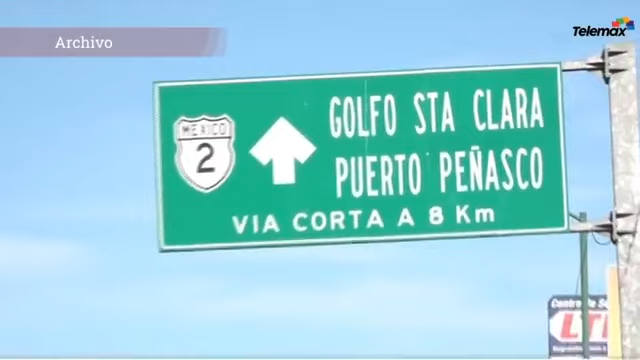 Archivo
Telemax
MEXICO
2
GOLFO STA CLARA
PUERTO PEÑASCO
VIA CORTA A 8 Km